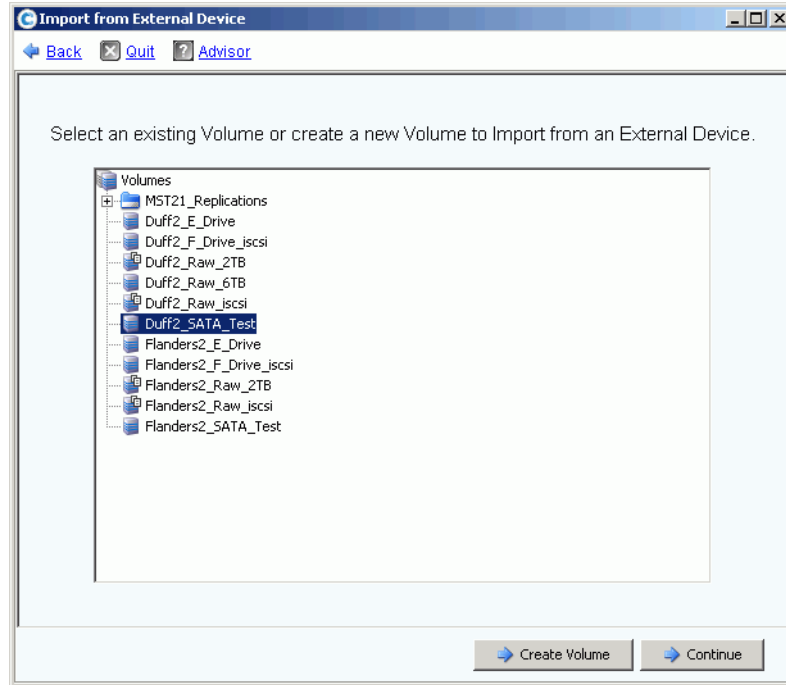 Import from External Device
Back Quit Advisor
Select an existing Volume or create a new Volume to Import from an External Device.
Volumes
MST21_Replications
Duff2_E_Drive
Duff2_F_Drive_iscsi
Duff2_Raw_2TB
Duff2_Raw_6TB
Duff2_Raw_iscsi
Duff2_SATA_Test
Flanders2_E_Drive
Flanders2_F_Drive_iscsi
Flanders2_Raw_2TB
Flanders2_Raw_iscsi
Flanders2_SATA_Test
Create Volume Continue